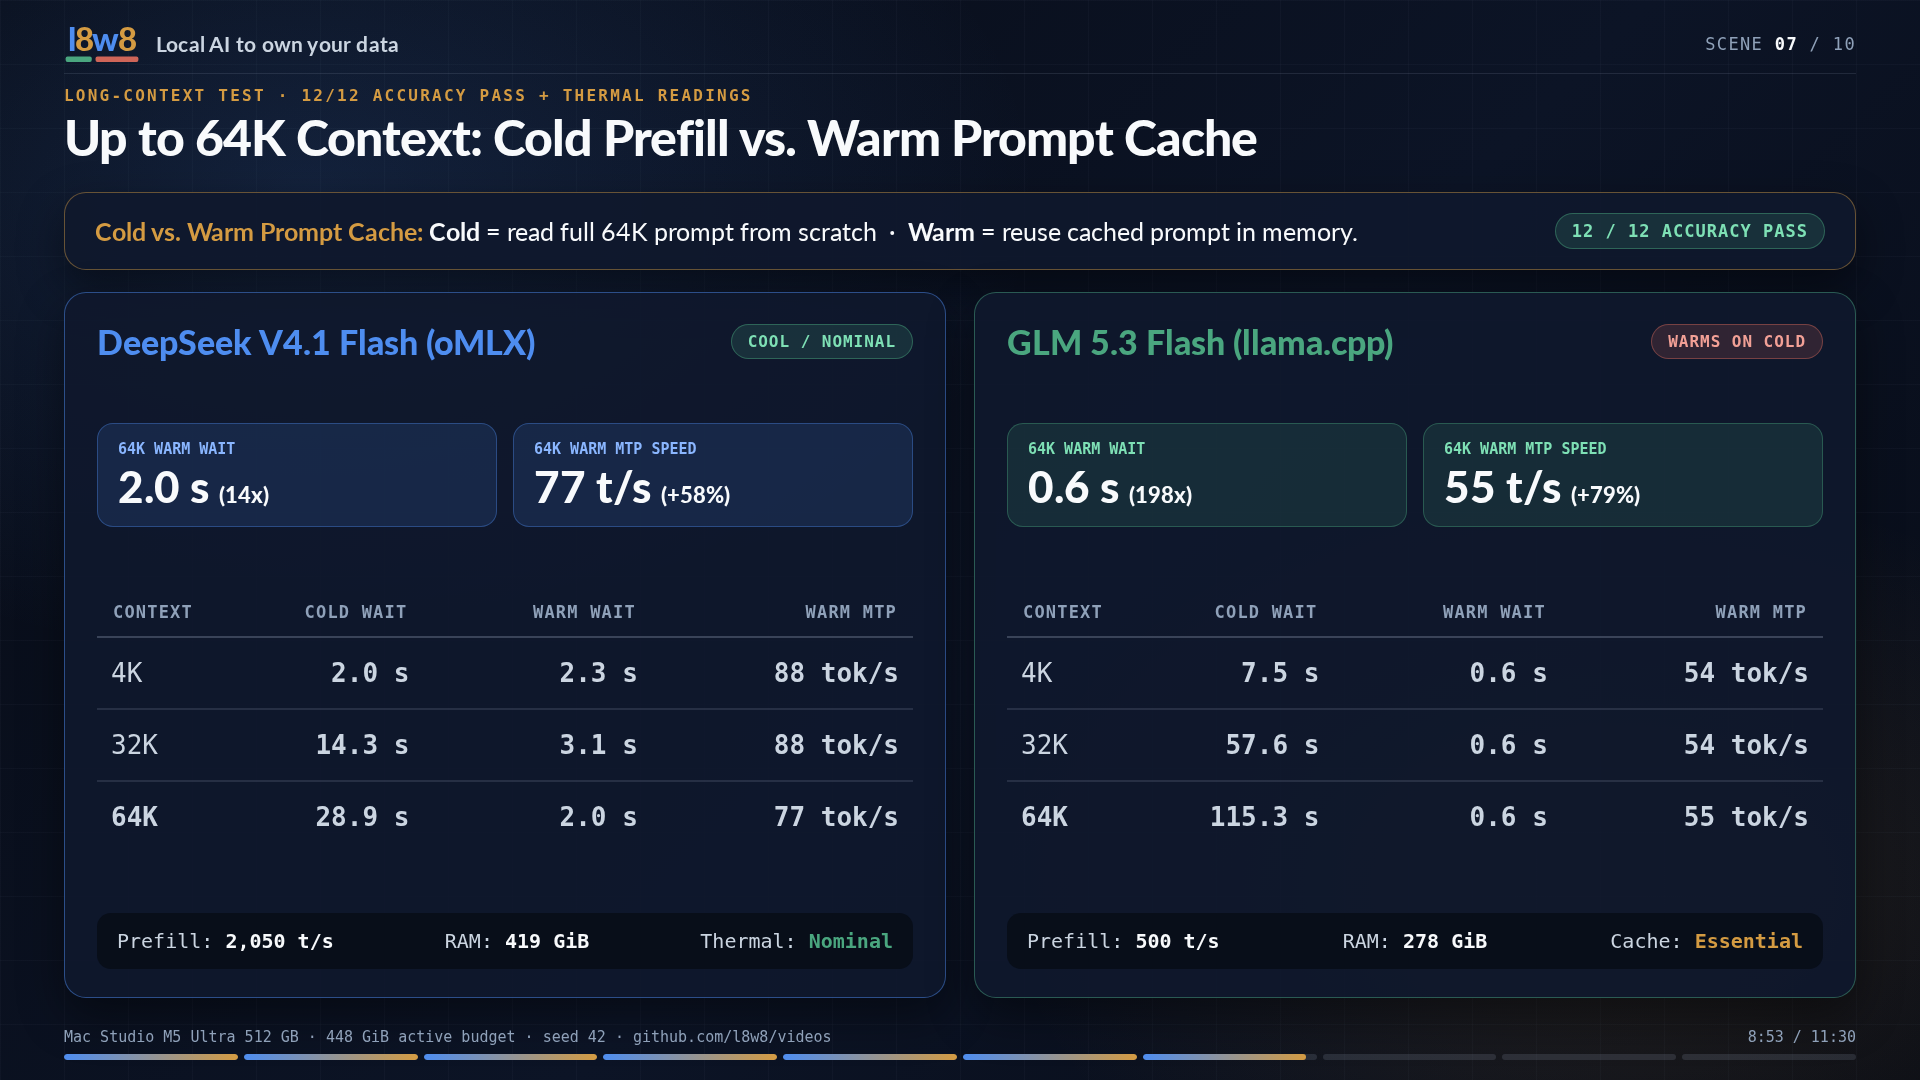 l8w8 Local AI to own your data
SCENE 07 / 10
LONG-CONTEXT TEST · 12/12 ACCURACY PASS + THERMAL READINGS
Up to 64K Context: Cold Prefill vs. Warm Prompt Cache
Cold vs. Warm Prompt Cache: Cold = read full 64K prompt from scratch · Warm = reuse cached prompt in memory.
12 / 12 ACCURACY PASS
DeepSeek V4.1 Flash (oMLX)
COOL / NOMINAL
64K WARM WAIT
2.0 s (14x)
64K WARM MTP SPEED
77 t/s (+58%)
CONTEXT COLD WAIT WARM WAIT WARM MTP
4K 2.0 s 2.3 s 88 tok/s
32K 14.3 s 3.1 s 88 tok/s
64K 28.9 s 2.0 s 77 tok/s
Prefill: 2,050 t/s RAM: 419 GiB Thermal: Nominal
GLM 5.3 Flash (llama.cpp)
WARMS ON COLD
64K WARM WAIT
0.6 s (198x)
64K WARM MTP SPEED
55 t/s (+79%)
CONTEXT COLD WAIT WARM WAIT WARM MTP
4K 7.5 s 0.6 s 54 tok/s
32K 57.6 s 0.6 s 54 tok/s
64K 115.3 s 0.6 s 55 tok/s
Prefill: 500 t/s RAM: 278 GiB Cache: Essential
Mac Studio M5 Ultra 512 GB · 448 GiB active budget · seed 42 · github.com/l8w8/videos
8:53 / 11:30